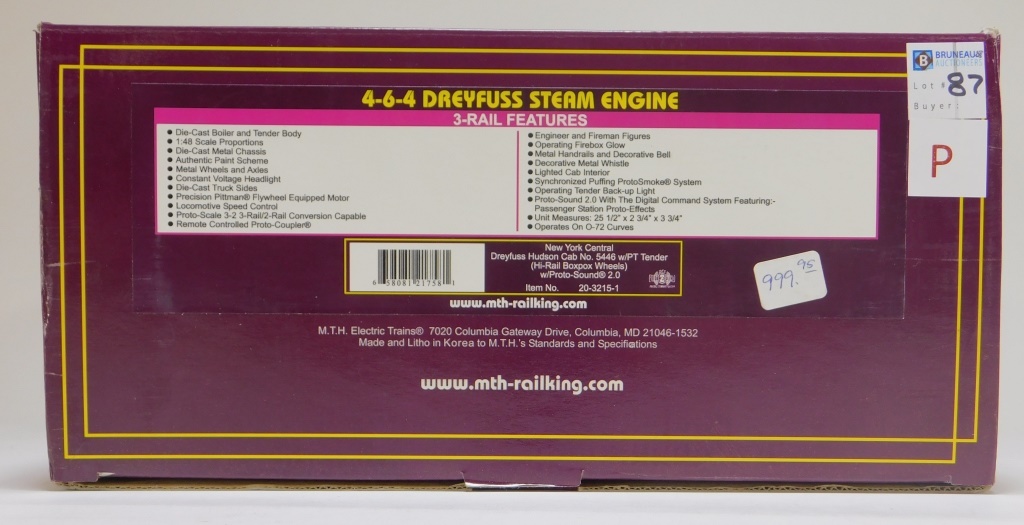 BRUNEAU
AUCTIONEERS
Lot # 87
Buyer:
P
4-6-4 DREYFUSS STEAM ENGINE
3-RAIL FEATURES
• Die-Cast Boiler and Tender Body
• 1:48 Scale Proportions
• Die-Cast Metal Chassis
• Authentic Paint Scheme
• Metal Wheels and Axles
• Constant Voltage Headlight
• Die-Cast Truck Sides
• Precision Pittman® Flywheel Equipped Motor
• Locomotive Speed Control
• Proto-Scale 3-2 3-Rail/2-Rail Conversion Capable
• Remote Controlled Proto-Coupler®
• Engineer and Fireman Figures
• Operating Firebox Glow
• Metal Handrails and Decorative Bell
• Decorative Metal Whistle
• Lighted Cab Interior
• Synchronized Puffing ProtoSmoke® System
• Operating Tender Back-up Light
• Proto-Sound 2.0 With The Digital Command System Featuring:-
Passenger Station Proto-Effects
• Unit Measures: 25 1/2" x 2 3/4" x 3 3/4"
• Operates On O-72 Curves
6 58081 21758 1
New York Central
Dreyfuss Hudson Cab No. 5446 w/PT Tender
(Hi-Rail Boxpox Wheels)
w/Proto-Sound® 2.0
Item No. 20-3215-1
999.95
www.mth-railking.com
M.T.H. Electric Trains® 7020 Columbia Gateway Drive, Columbia, MD 21046-1532
Made and Litho in Korea to M.T.H.'s Standards and Specifiations
www.mth-railking.com